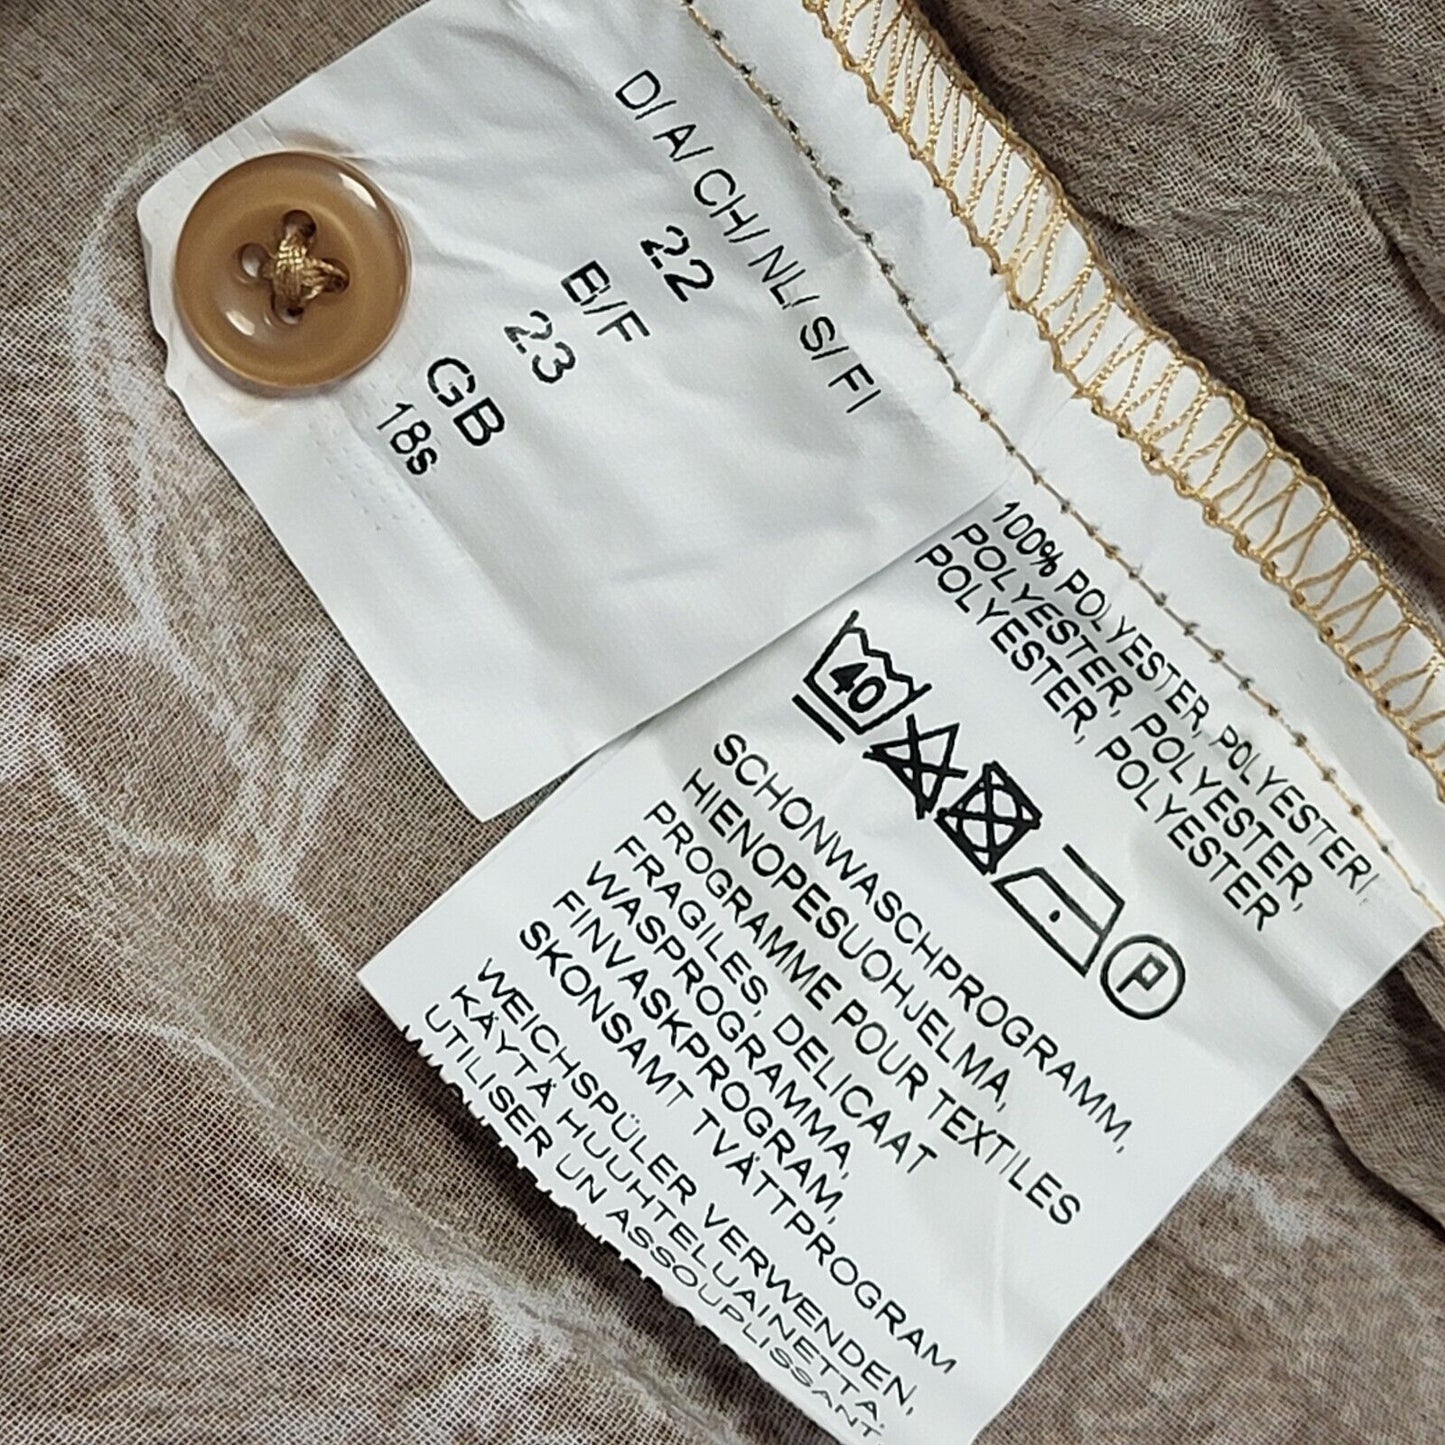 D/ A/ CH/ NL/ S/ FI
22
B/F
23
GB
18s
100% POLYESTER, POLYESTERI
POLYESTER, POLYESTER,
POLYESTER, POLYESTER
40
P
SCHONWASCHPROGRAMM,
HIENOPESUOHJELMA,
PROGRAMME POUR TEXTILES
FRAGILES, DELICAAT
WASPROGRAMMA,
FINVASKPROGRAM,
SKONSAMT TVÄTTPROGRAM
WEICHSPÜLER VERWENDEN,
KÄYTÄ HUUHTELUAINETTA.
UTILISER UN ASSOUPLISSANT